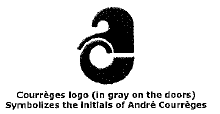 Courrèges logo (in gray on the doors)
Symbolizes the initials of André Courrèges